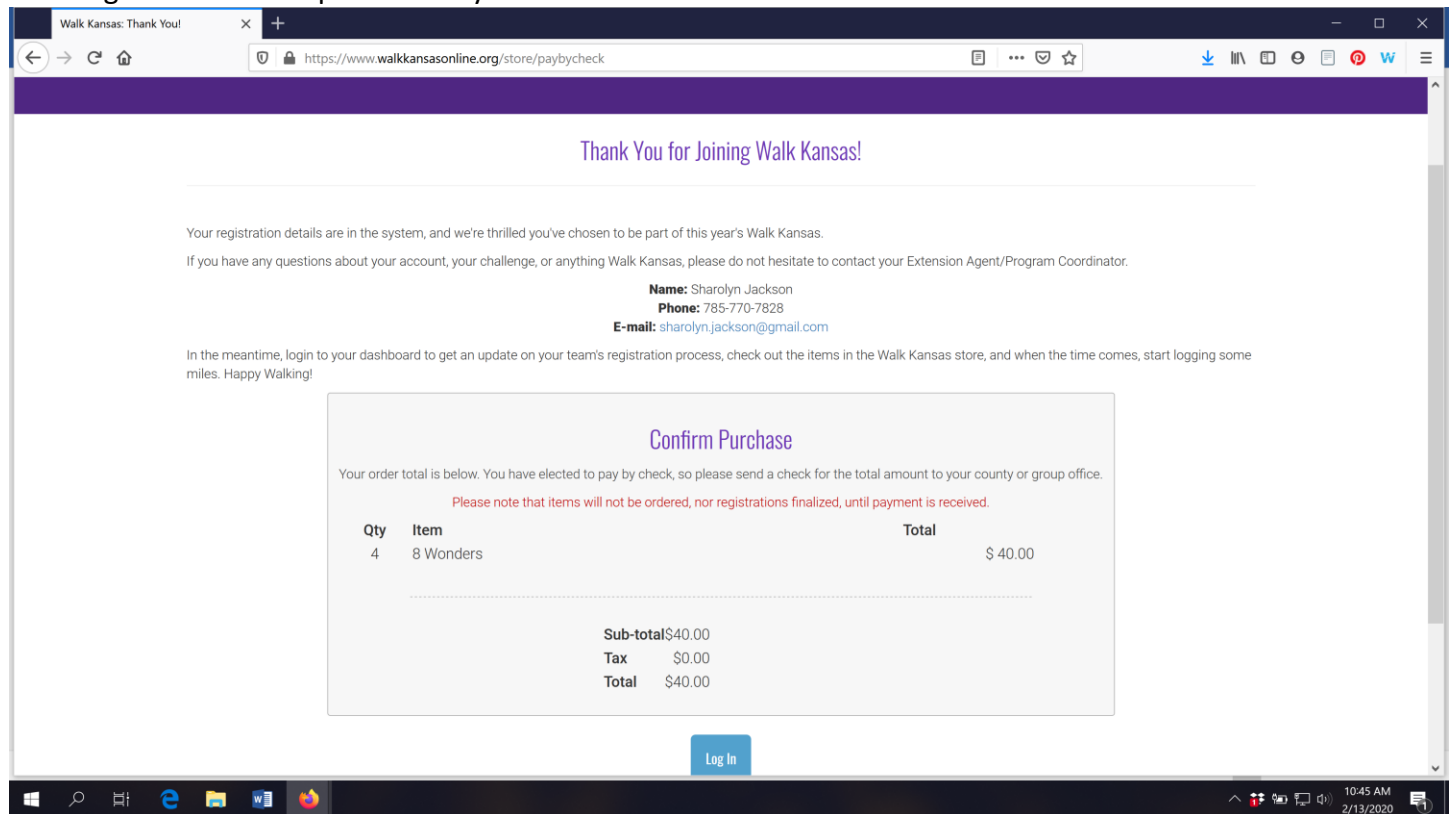 Walk Kansas: Thank You!
https://www.walkkansasonline.org/store/paybycheck
Thank You for Joining Walk Kansas!
Your registration details are in the system, and we're thrilled you've chosen to be part of this year's Walk Kansas.
If you have any questions about your account, your challenge, or anything Walk Kansas, please do not hesitate to contact your Extension Agent/Program Coordinator.
Name: Sharolyn Jackson
Phone: 785-770-7828
E-mail: sharolyn.jackson@gmail.com
In the meantime, login to your dashboard to get an update on your team's registration process, check out the items in the Walk Kansas store, and when the time comes, start logging some
miles. Happy Walking!
Confirm Purchase
Your order total is below. You have elected to pay by check, so please send a check for the total amount to your county or group office.
Please note that items will not be ordered, nor registrations finalized, until payment is received.
Qty Item Total
4 8 Wonders $ 40.00
Sub-total$40.00
Tax $0.00
Total $40.00
Log In
10:45 AM
2/13/2020